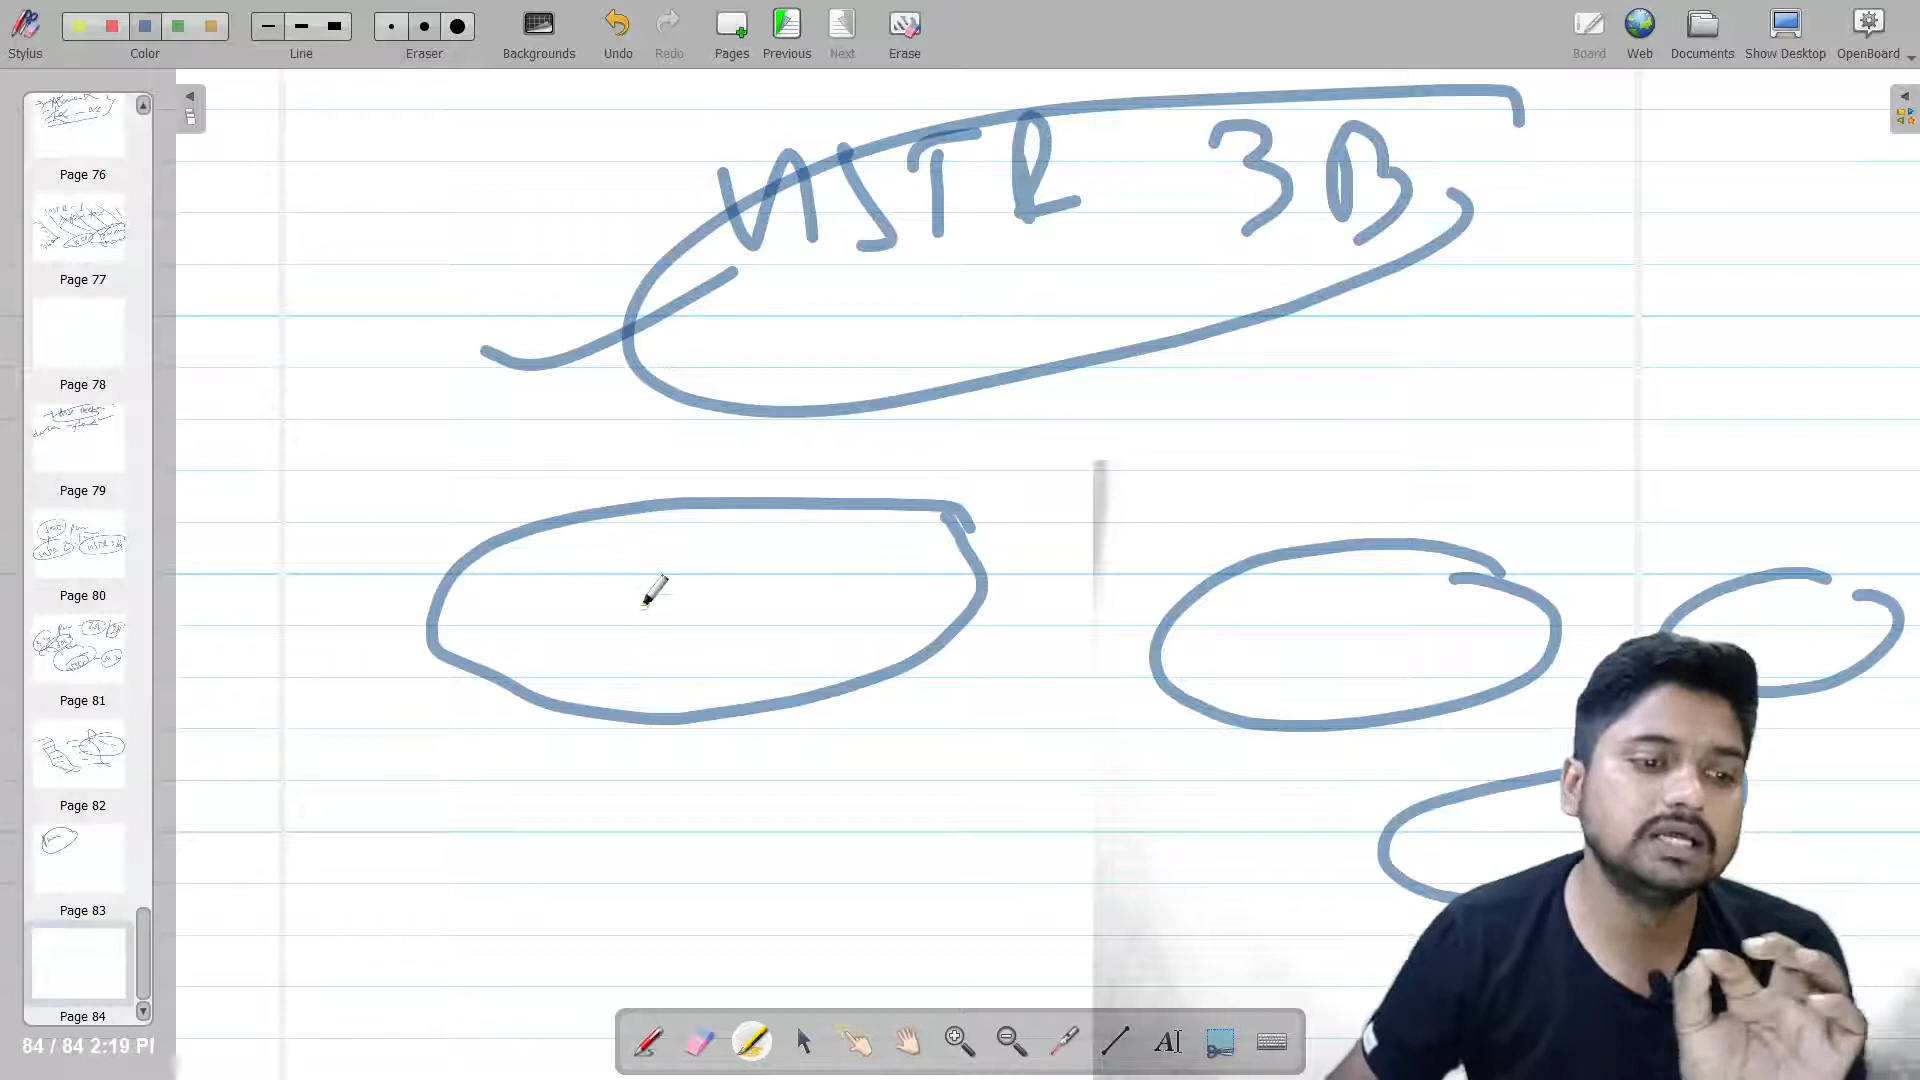 Stylus
Color
Line
Eraser
Backgrounds
Undo
Redo
Pages
Previous
Next
Erase
Board
Web
Documents
Show Desktop
OpenBoard
GSTR 3B
Page 76
Page 77
Page 78
Page 79
Page 80
Page 81
Page 82
Page 83
Page 84
84 / 84 2:19 PM